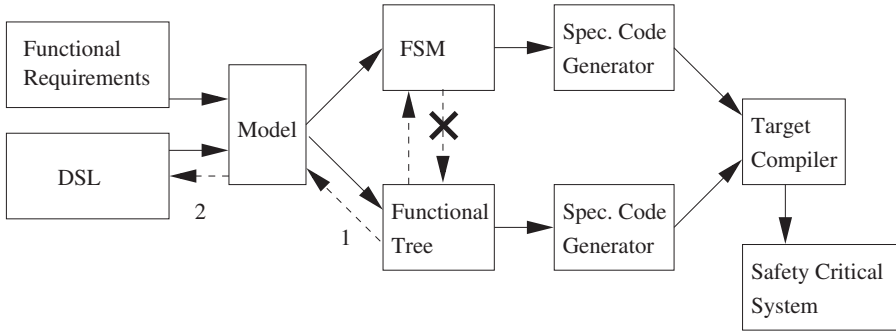 Functional
Requirements
DSL
2
Model
1
FSM
Functional
Tree
Spec. Code
Generator
Spec. Code
Generator
Target
Compiler
Safety Critical
System